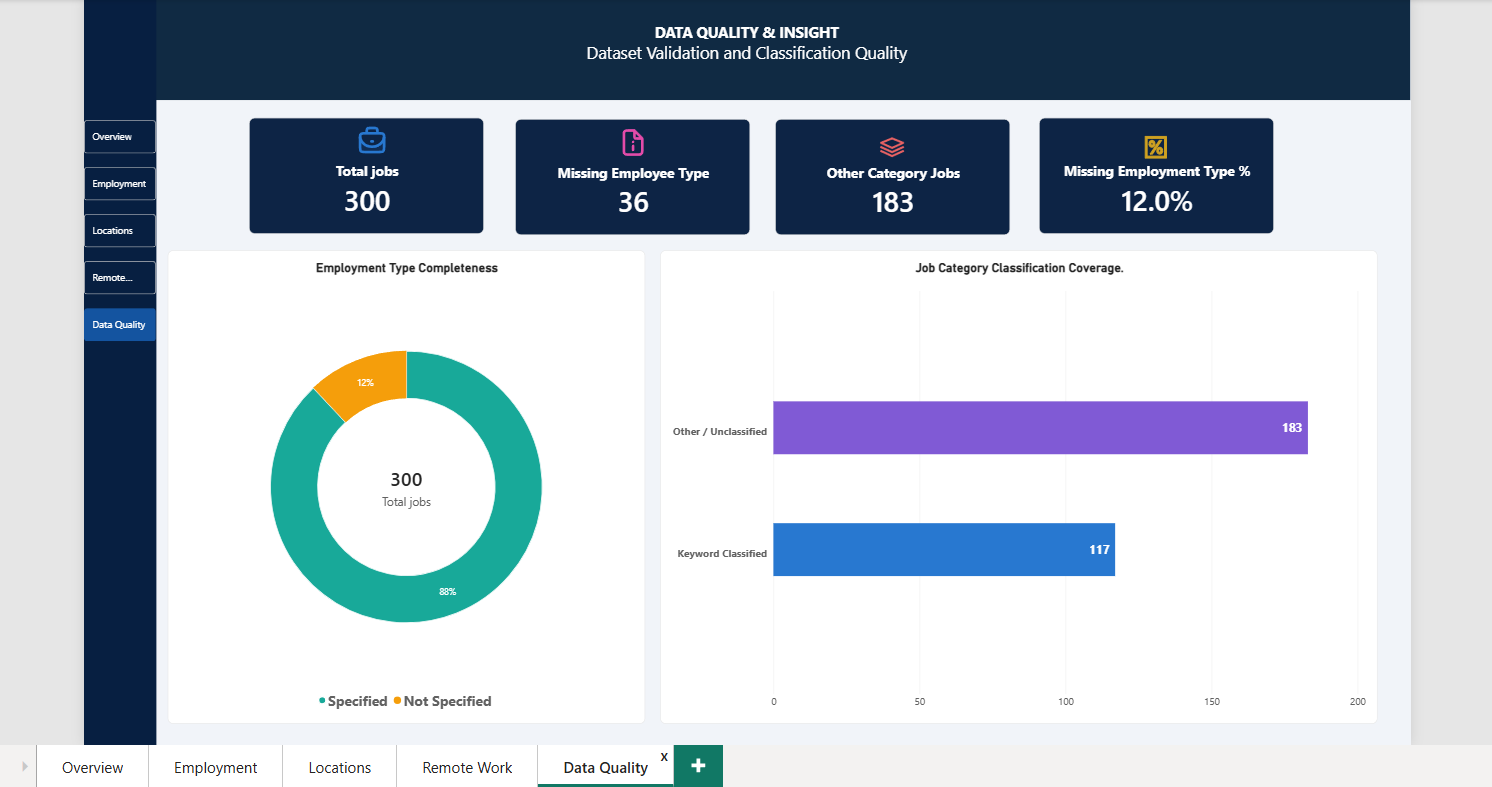 DATA QUALITY & INSIGHT
Dataset Validation and Classification Quality
Overview
Employment
Locations
Remote...
Data Quality
Total jobs
300
Missing Employee Type
36
Other Category Jobs
183
Missing Employment Type %
12.0%
Employment Type Completeness
12%
300
Total jobs
88%
Specified
Not Specified
Job Category Classification Coverage.
Other / Unclassified
183
Keyword Classified
117
0 50 100 150 200
Overview
Employment
Locations
Remote Work
Data Quality
X
+